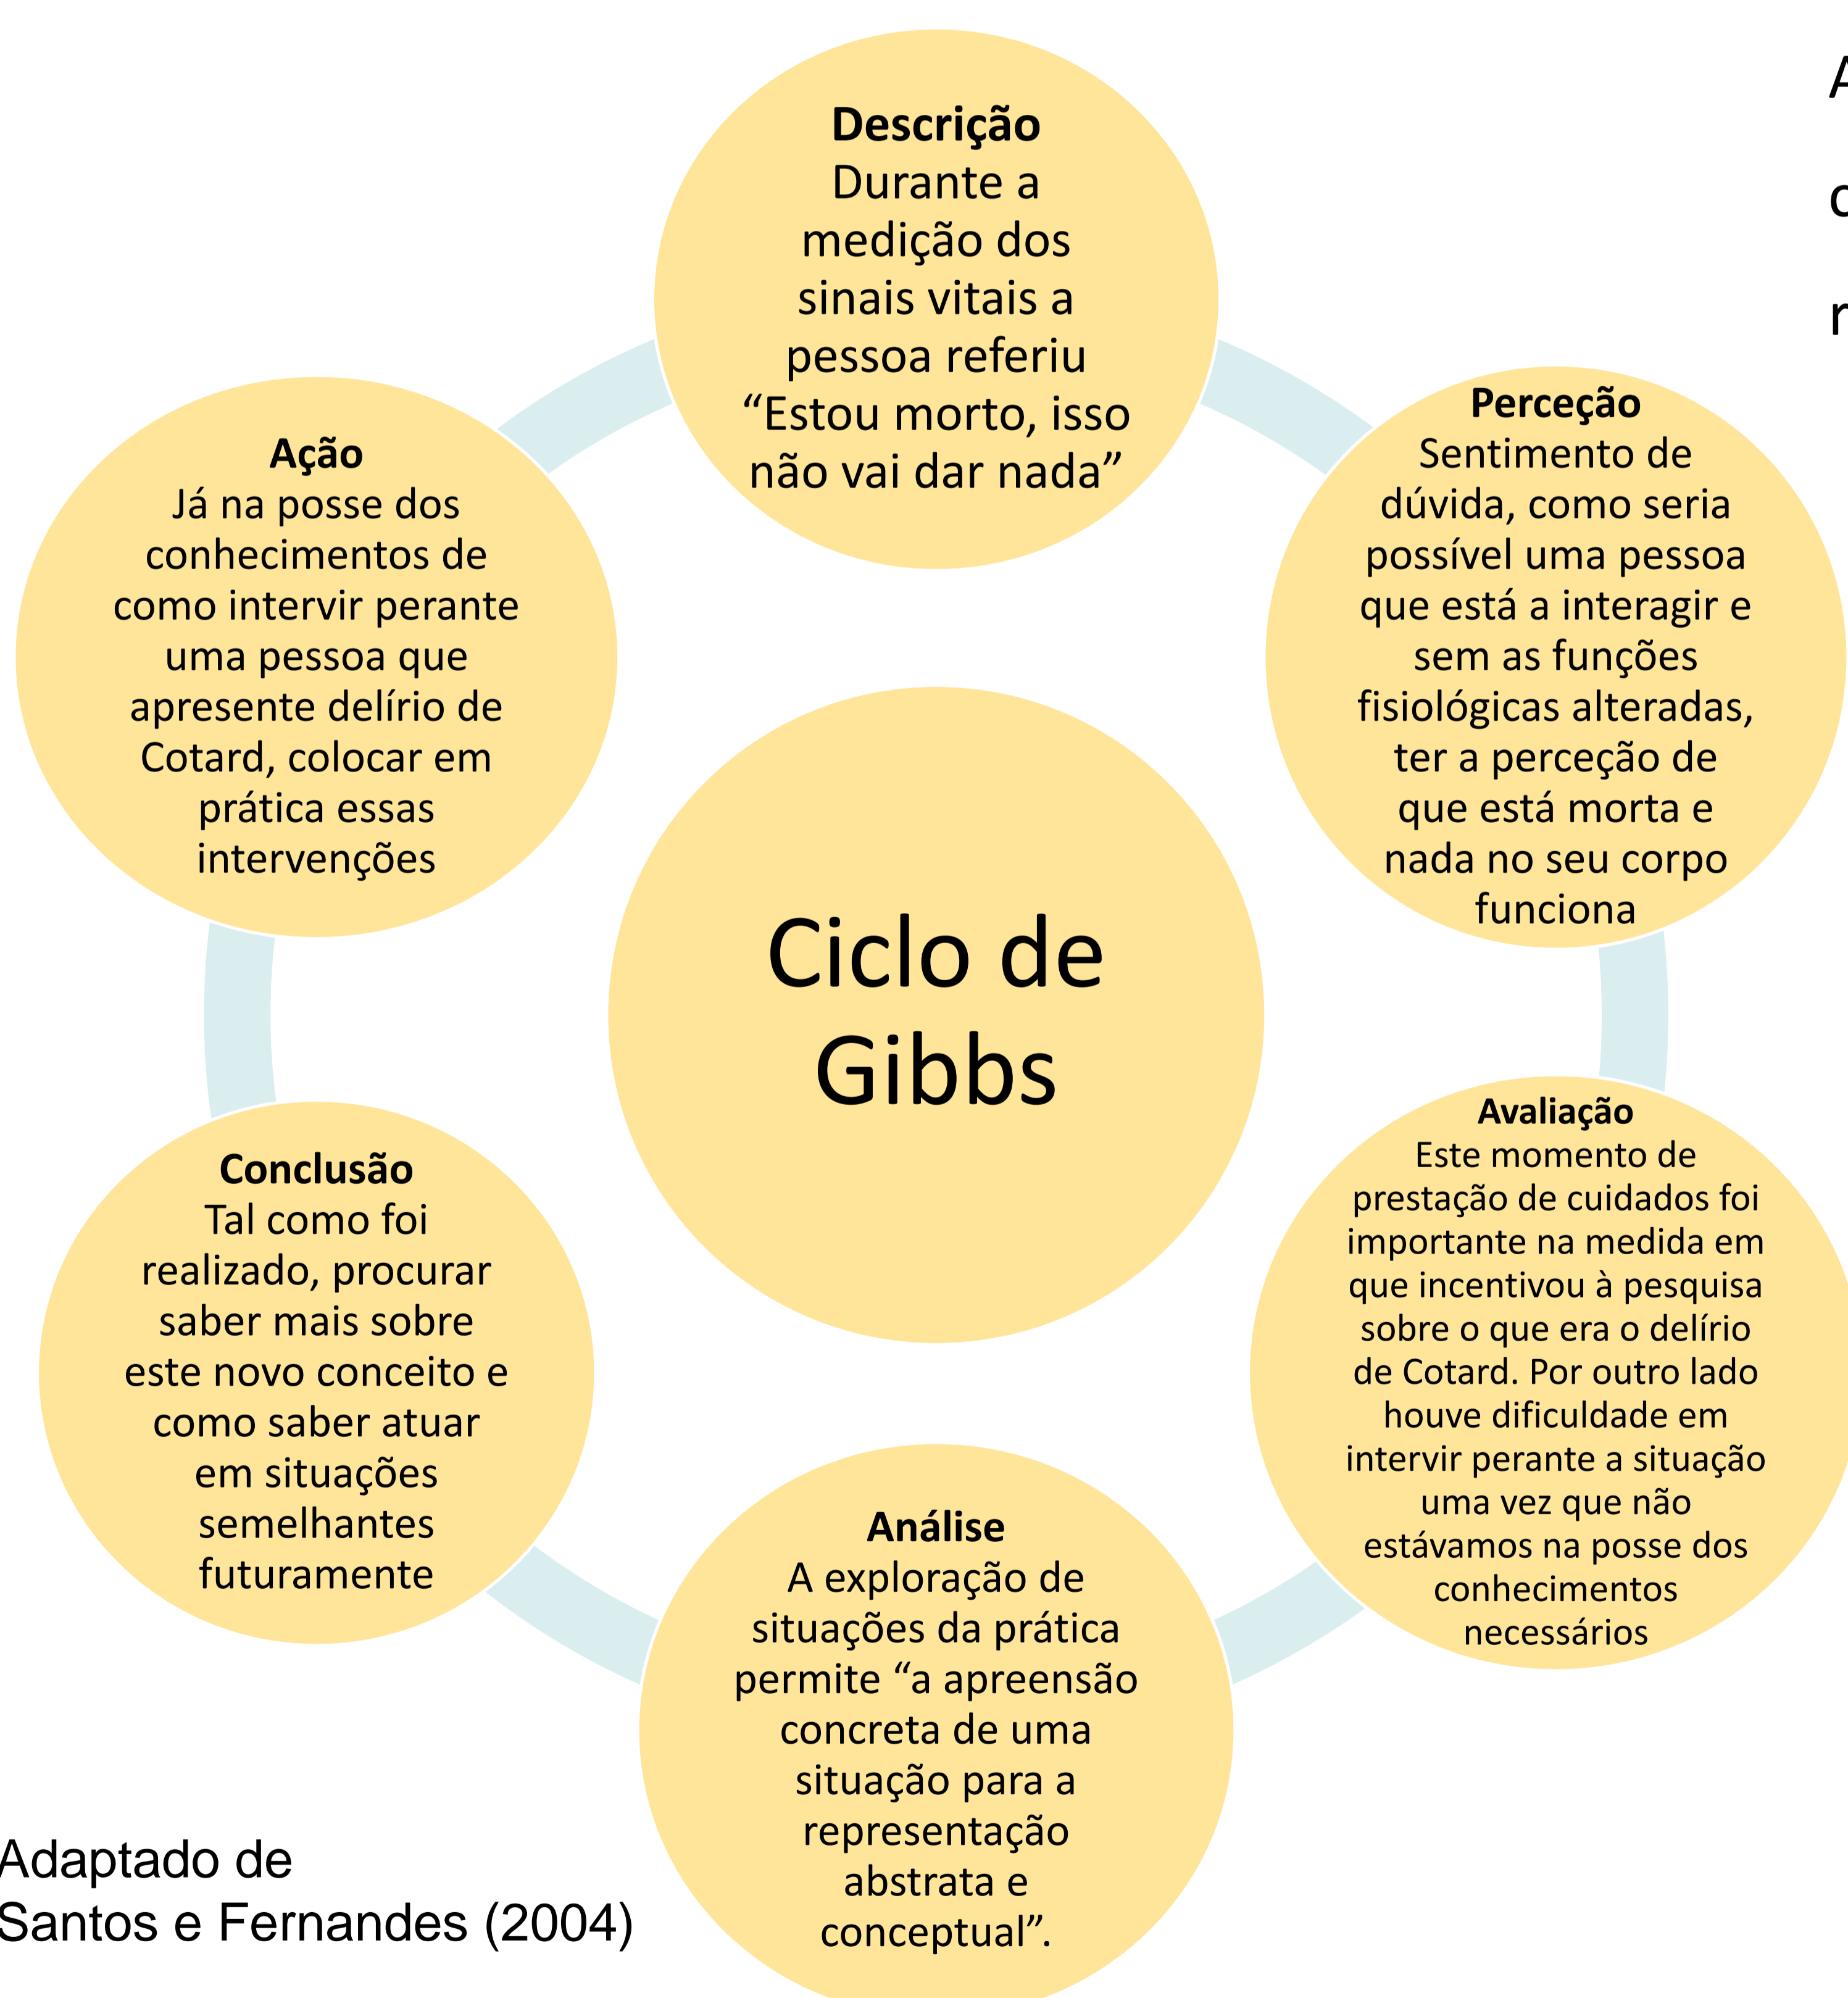 Descrição
Durante a
medição dos
sinais vitais a
pessoa referiu
“Estou morto, isso
não vai dar nada”
Perceção
Sentimento de
dúvida, como seria
possível uma pessoa
que está a interagir e
sem as funções
fisiológicas alteradas,
ter a perceção de
que está morta e
nada no seu corpo
funciona
Avaliação
Este momento de
prestação de cuidados foi
importante na medida em
que incentivou à pesquisa
sobre o que era o delírio
de Cotard. Por outro lado
houve dificuldade em
intervir perante a situação
uma vez que não
estávamos na posse dos
conhecimentos
necessários
Análise
A exploração de
situações da prática
permite “a apreensão
concreta de uma
situação para a
representação
abstrata e
conceptual”.
Conclusão
Tal como foi
realizado, procurar
saber mais sobre
este novo conceito e
como saber atuar
em situações
semelhantes
futuramente
Ação
Já na posse dos
conhecimentos de
como intervir perante
uma pessoa que
apresente delírio de
Cotard, colocar em
prática essas
intervenções
Ciclo de
Gibbs
Adaptado de
Santos e Fernandes (2004)